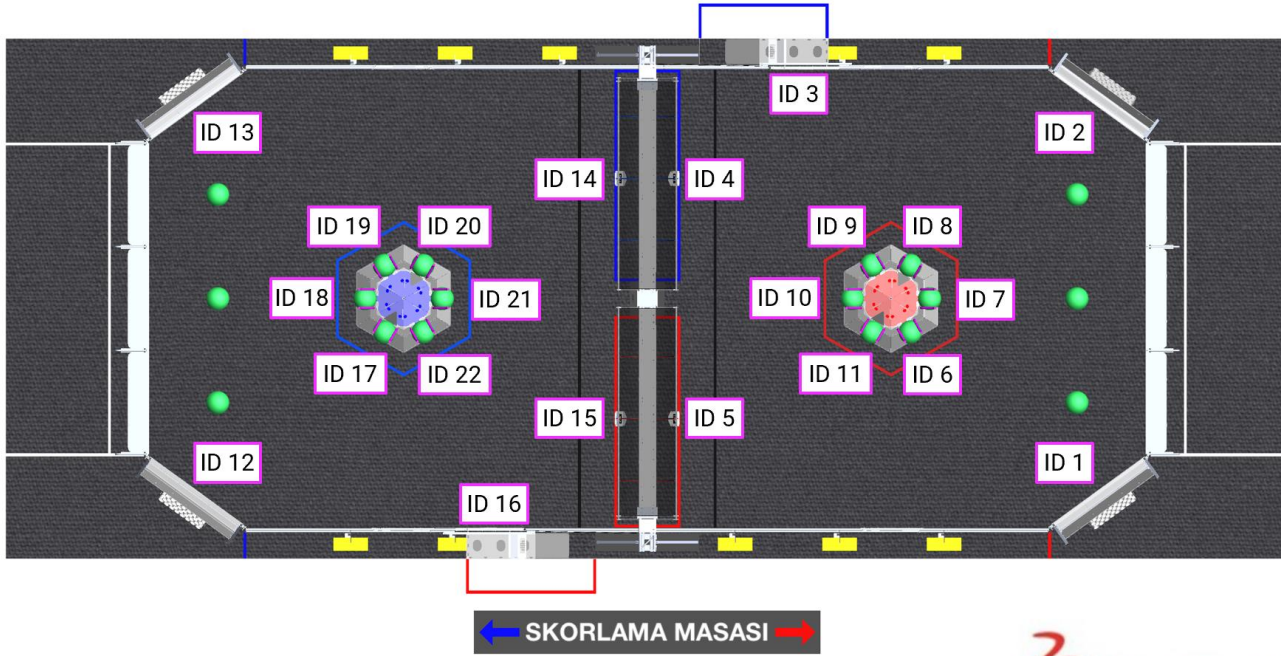 ID 3
ID 13
ID 2
ID 14
ID 4
ID 19
ID 20
ID 9
ID 8
ID 18
ID 21
ID 10
ID 7
ID 17
ID 22
ID 11
ID 6
ID 15
ID 5
ID 12
ID 1
ID 16
SKORLAMA MASASI